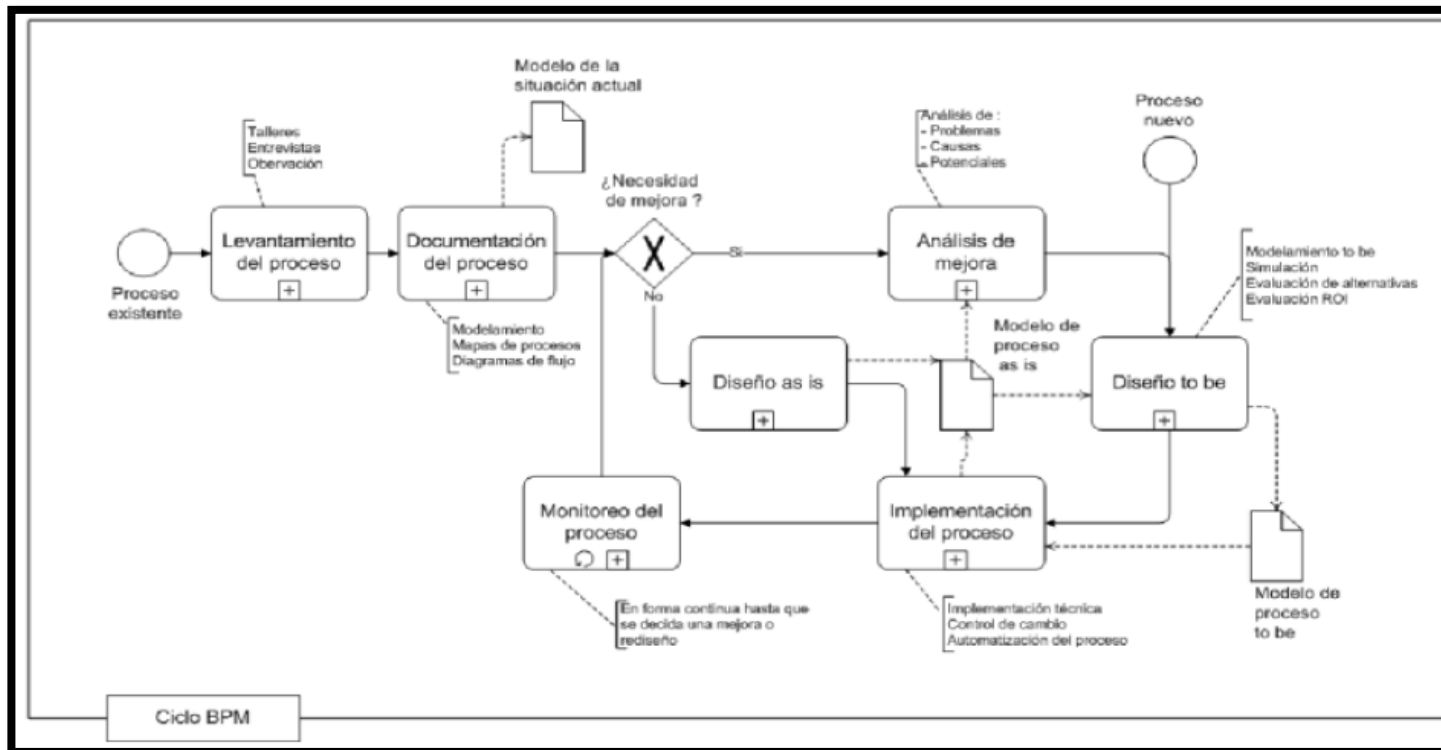 Modelo de la
situación actual
Proceso
nuevo
Talleres
Entrevistas
Obervación
Análisis de :
- Problemas
- Causas
- Potenciales
¿Necesidad
de mejora ?
Levantamiento
del proceso
Documentación
del proceso
X
Si
Análisis de
mejora
Modelamiento to be
Simulación
Evaluación de alternativas
Evaluación ROI
Proceso
existente
No
Modelamiento
Mapas de procesos
Diagramas de flujo
Modelo de
proceso
as is
Diseño as is
Diseño to be
Monitoreo del
proceso
Implementación
del proceso
Modelo de
proceso
to be
En forma continua hasta que
se decida una mejora o
rediseño
Implementación técnica
Control de cambio
Automatización del proceso
Ciclo BPM